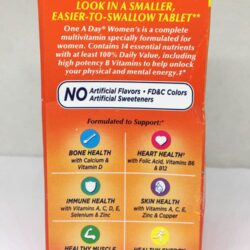 LOOK IN A SMALLER,
EASIER-TO-SWALLOW TABLET**
One A Day® Women's is a complete
multivitamin specially formulated for
women. Contains 14 essential nutrients
with at least 100% Daily Value, including
high potency B Vitamins to help unlock
your physical and mental energy.‡*
NO Artificial Flavors • FD&C Colors
Artificial Sweeteners
Formulated to Support:*
BONE HEALTH
with Calcium &
Vitamin D
HEART HEALTH†
with Folic Acid, Vitamins B6
& B12
IMMUNE HEALTH
with Vitamins A, C, D, E,
Selenium & Zinc
SKIN HEALTH
with Vitamins A, C, E,
Zinc & Copper
HEALTHY MUSCLE
HEALTHY ENERGY